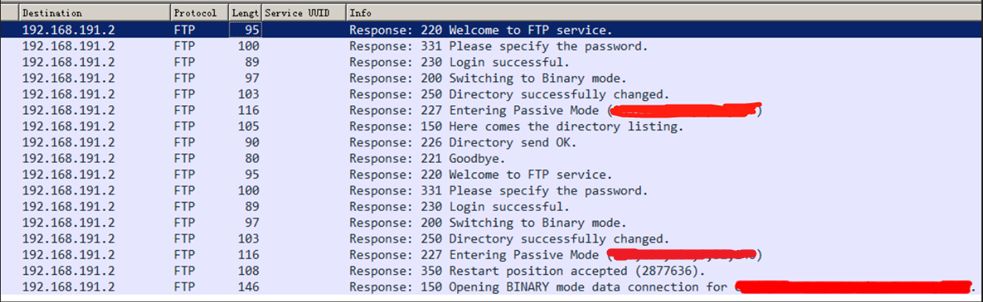 Destination Protocol Lengt Service UUID Info
192.168.191.2 FTP 95 Response: 220 Welcome to FTP service.
192.168.191.2 FTP 100 Response: 331 Please specify the password.
192.168.191.2 FTP 89 Response: 230 Login successful.
192.168.191.2 FTP 97 Response: 200 Switching to Binary mode.
192.168.191.2 FTP 103 Response: 250 Directory successfully changed.
192.168.191.2 FTP 116 Response: 227 Entering Passive Mode ( )
192.168.191.2 FTP 105 Response: 150 Here comes the directory listing.
192.168.191.2 FTP 90 Response: 226 Directory send OK.
192.168.191.2 FTP 80 Response: 221 Goodbye.
192.168.191.2 FTP 95 Response: 220 Welcome to FTP service.
192.168.191.2 FTP 100 Response: 331 Please specify the password.
192.168.191.2 FTP 89 Response: 230 Login successful.
192.168.191.2 FTP 97 Response: 200 Switching to Binary mode.
192.168.191.2 FTP 103 Response: 250 Directory successfully changed.
192.168.191.2 FTP 116 Response: 227 Entering Passive Mode ( )
192.168.191.2 FTP 108 Response: 350 Restart position accepted (2877636).
192.168.191.2 FTP 146 Response: 150 Opening BINARY mode data connection for .